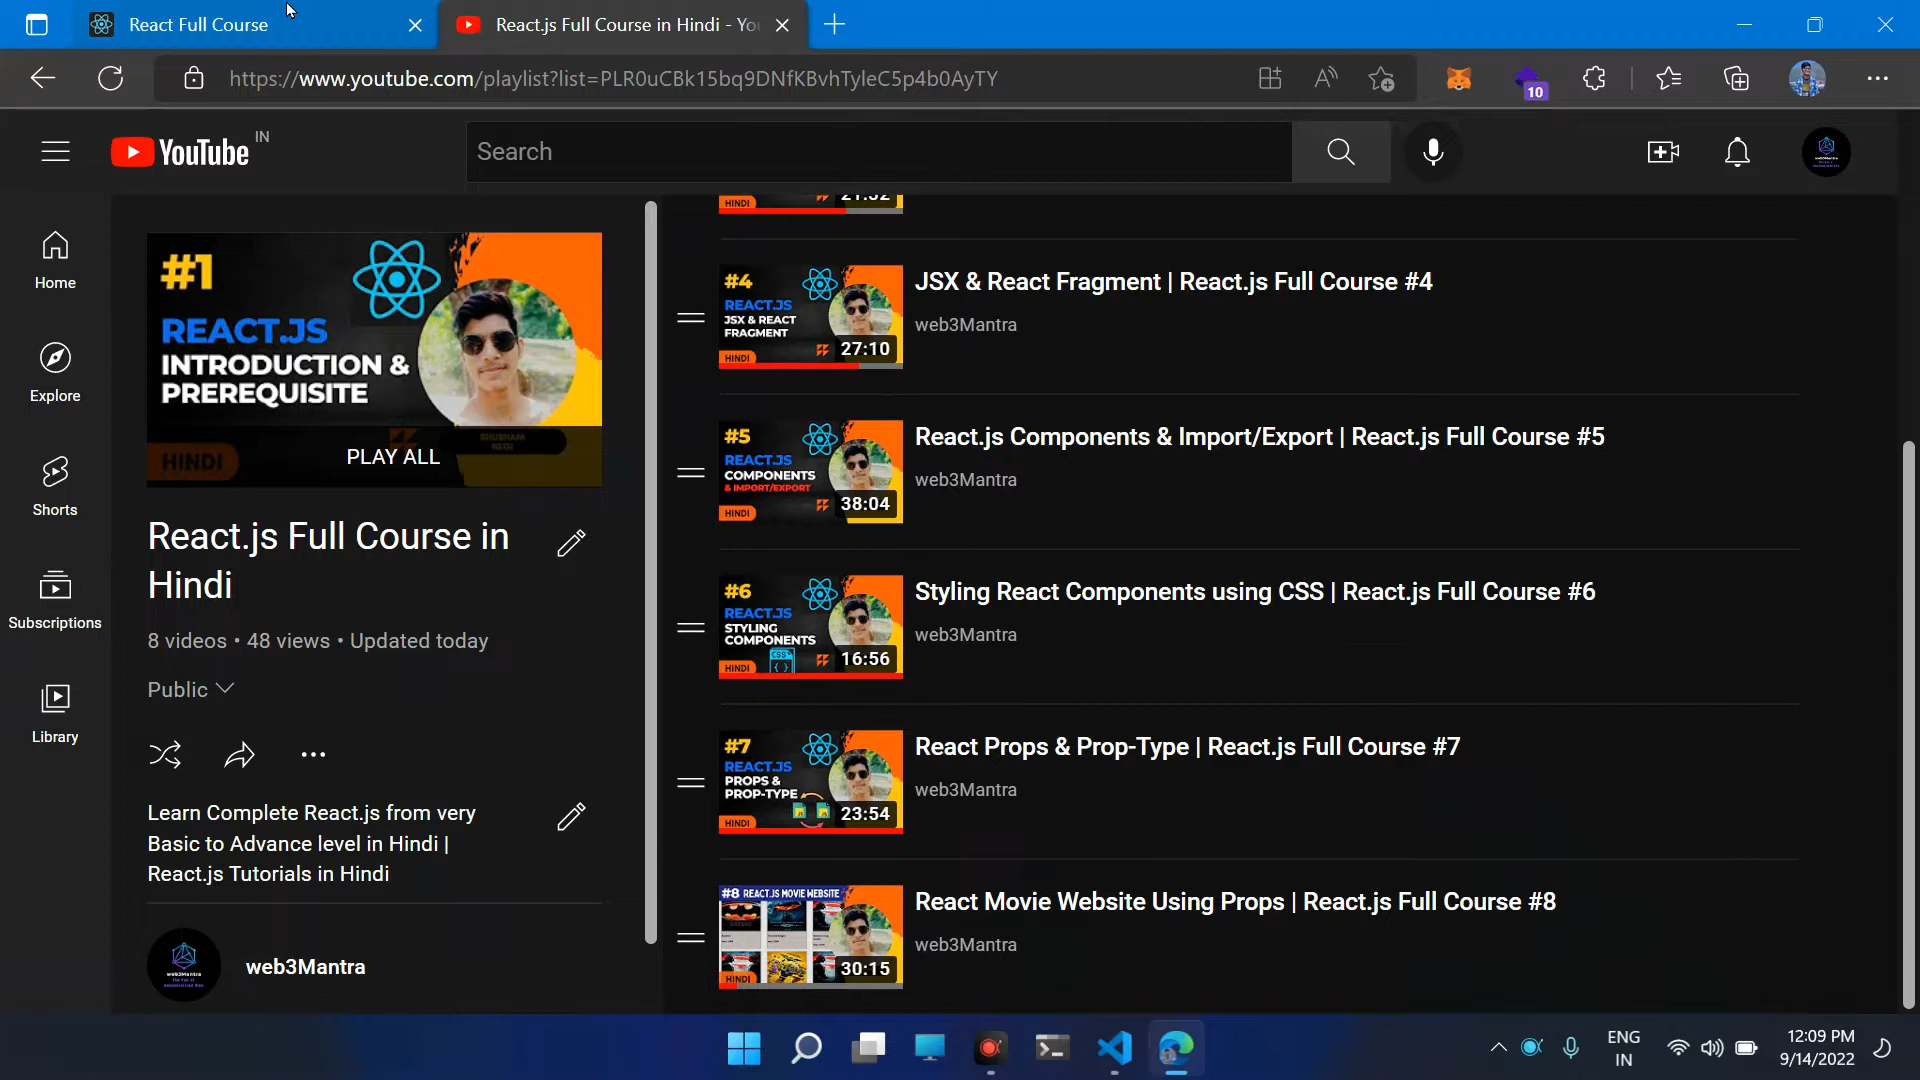 React Full Course
React.js Full Course in Hindi - Yo
https://www.youtube.com/playlist?list=PLR0uCBk15bq9DNfKBvhTyleC5p4b0AyTY
10
YouTube
IN
Search
Home
Explore
Shorts
Subscriptions
Library
#1
REACT.JS
INTRODUCTION &
PREREQUISITE
HINDI
PLAY ALL
React.js Full Course in
Hindi
8 videos • 48 views • Updated today
Public
Learn Complete React.js from very
Basic to Advance level in Hindi |
React.js Tutorials in Hindi
web3Mantra
web3Mantra
HINDI
21:32
#4
REACT.JS
JSX & REACT
FRAGMENT
HINDI
27:10
JSX & React Fragment | React.js Full Course #4
web3Mantra
#5
REACT.JS
COMPONENTS
& IMPORT/EXPORT
HINDI
38:04
React.js Components & Import/Export | React.js Full Course #5
web3Mantra
#6
REACT.JS
STYLING
COMPONENTS
CSS
HINDI
16:56
Styling React Components using CSS | React.js Full Course #6
web3Mantra
#7
REACT.JS
PROPS &
PROP-TYPE
HINDI
23:54
React Props & Prop-Type | React.js Full Course #7
web3Mantra
#8 REACT.JS MOVIE WEBSITE
HINDI
30:15
React Movie Website Using Props | React.js Full Course #8
web3Mantra
ENG
IN
12:09 PM
9/14/2022